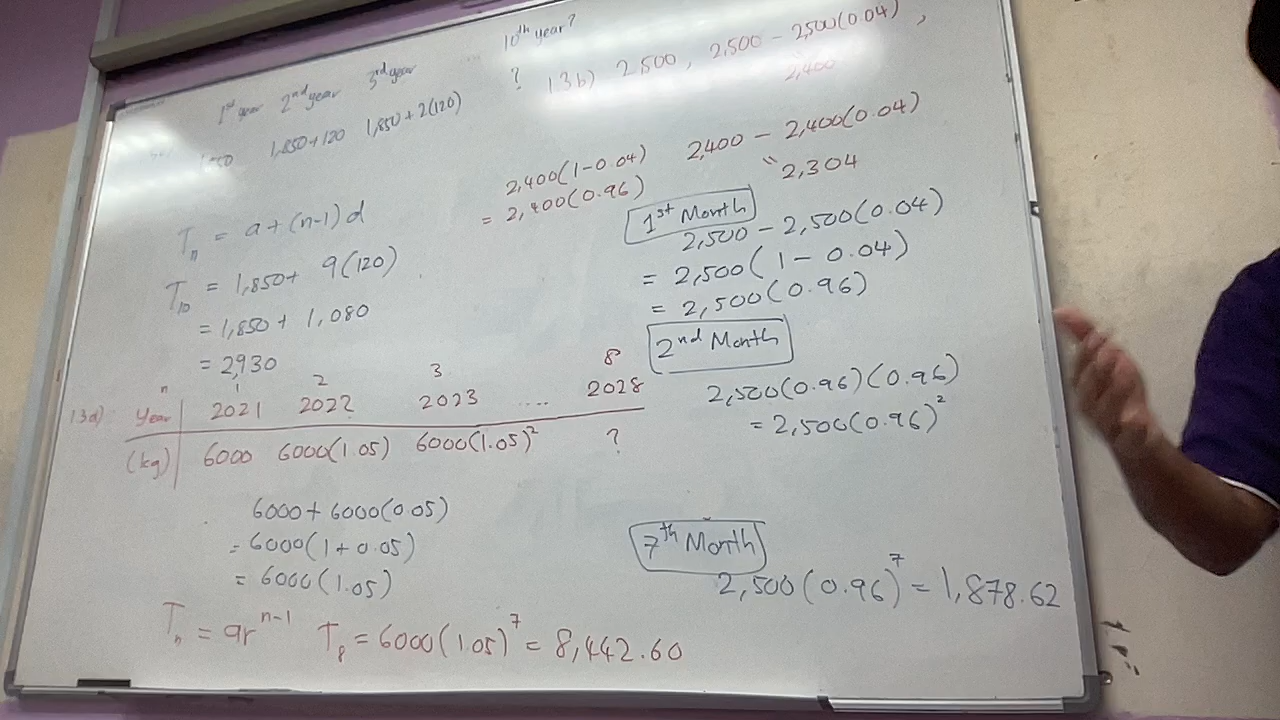 10th year?
1st year 2nd year 3rd year
1,850+120 1,850+2(120) ?
Tn = a+(n-1)d
T10 = 1,850+ 9(120)
= 1,850+ 1,080
= 2,930
13b) 2,500, 2,500 - 2500(0.04),
2,400
2,400(1-0.04) 2,400 - 2,400(0.04)
= 2,400(0.96) 2,304
1st Month
2,500 - 2,500(0.04)
= 2,500(1 - 0.04)
= 2,500(0.96)
2nd Month
2,500(0.96)(0.96)
= 2,500(0.96)²
n 1 2 3 8
13a) Year 2021 2022 2023 .... 2028
(kg) 6000 6000(1.05) 6000(1.05)² ?
6000+6000(0.05)
= 6000(1+0.05)
= 6000(1.05)
Tn = ar^n-1 T8 = 6000(1.05)⁷ = 8,442.60
7th Month
2,500(0.96)⁷ = 1,878.62